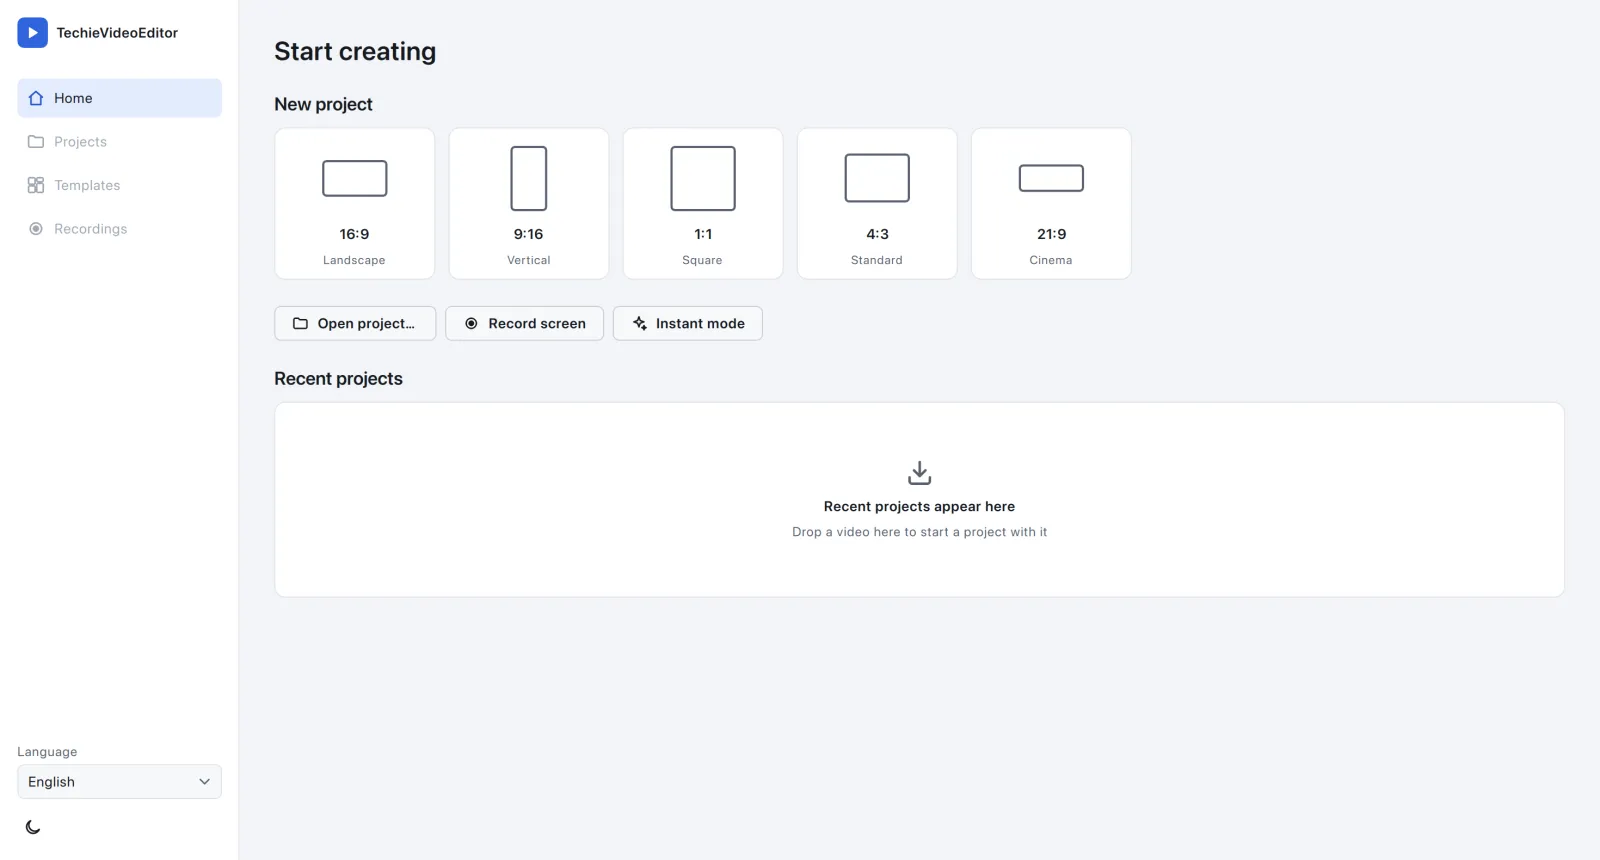 TechieVideoEditor
Home
Projects
Templates
Recordings
Language
English
Start creating
New project
16:9
Landscape
9:16
Vertical
1:1
Square
4:3
Standard
21:9
Cinema
Open project…
Record screen
Instant mode
Recent projects
Recent projects appear here
Drop a video here to start a project with it